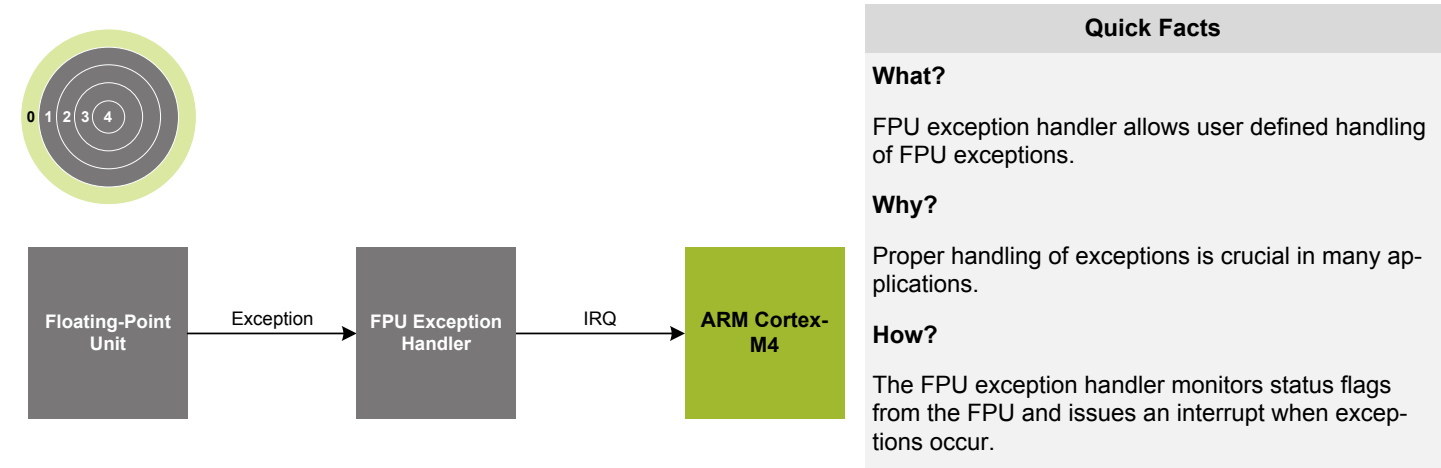 0 1 2 3 4
Floating-Point
Unit
Exception
FPU Exception
Handler
IRQ
ARM Cortex-
M4
Quick Facts
What?
FPU exception handler allows user defined handling
of FPU exceptions.
Why?
Proper handling of exceptions is crucial in many ap-
plications.
How?
The FPU exception handler monitors status flags
from the FPU and issues an interrupt when excep-
tions occur.